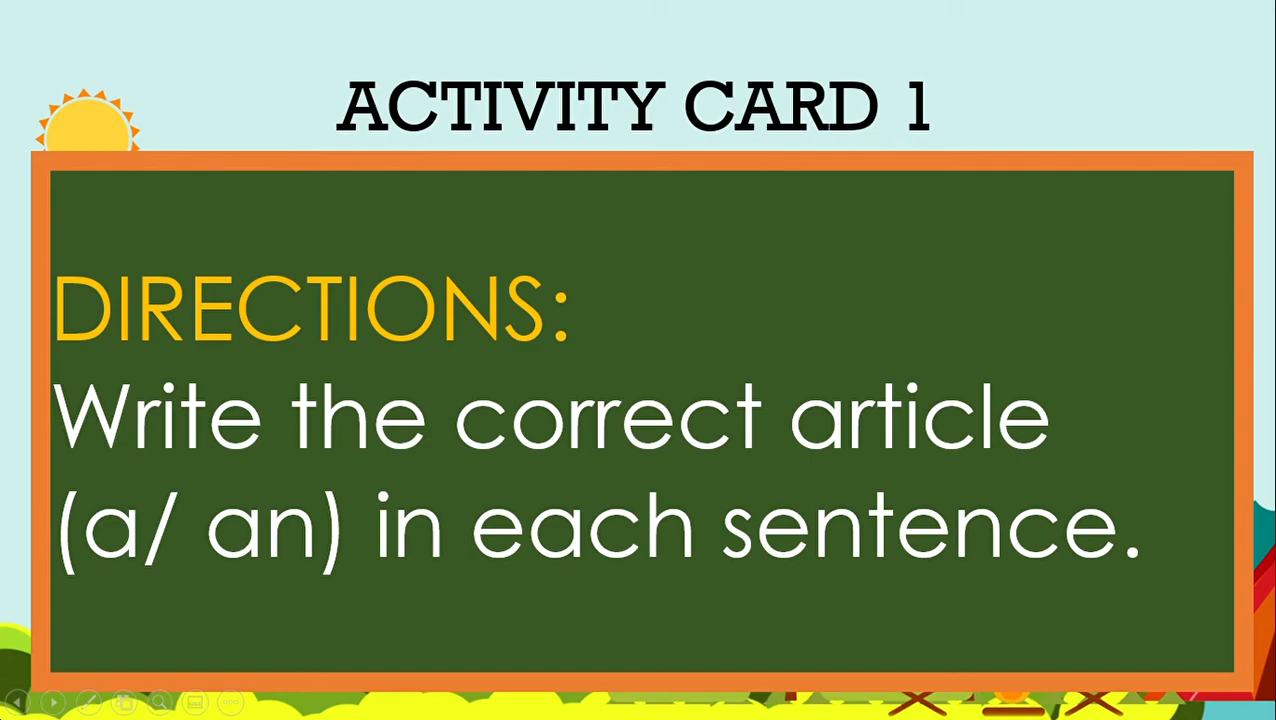 ACTIVITY CARD 1
DIRECTIONS:
Write the correct article
(a/ an) in each sentence.